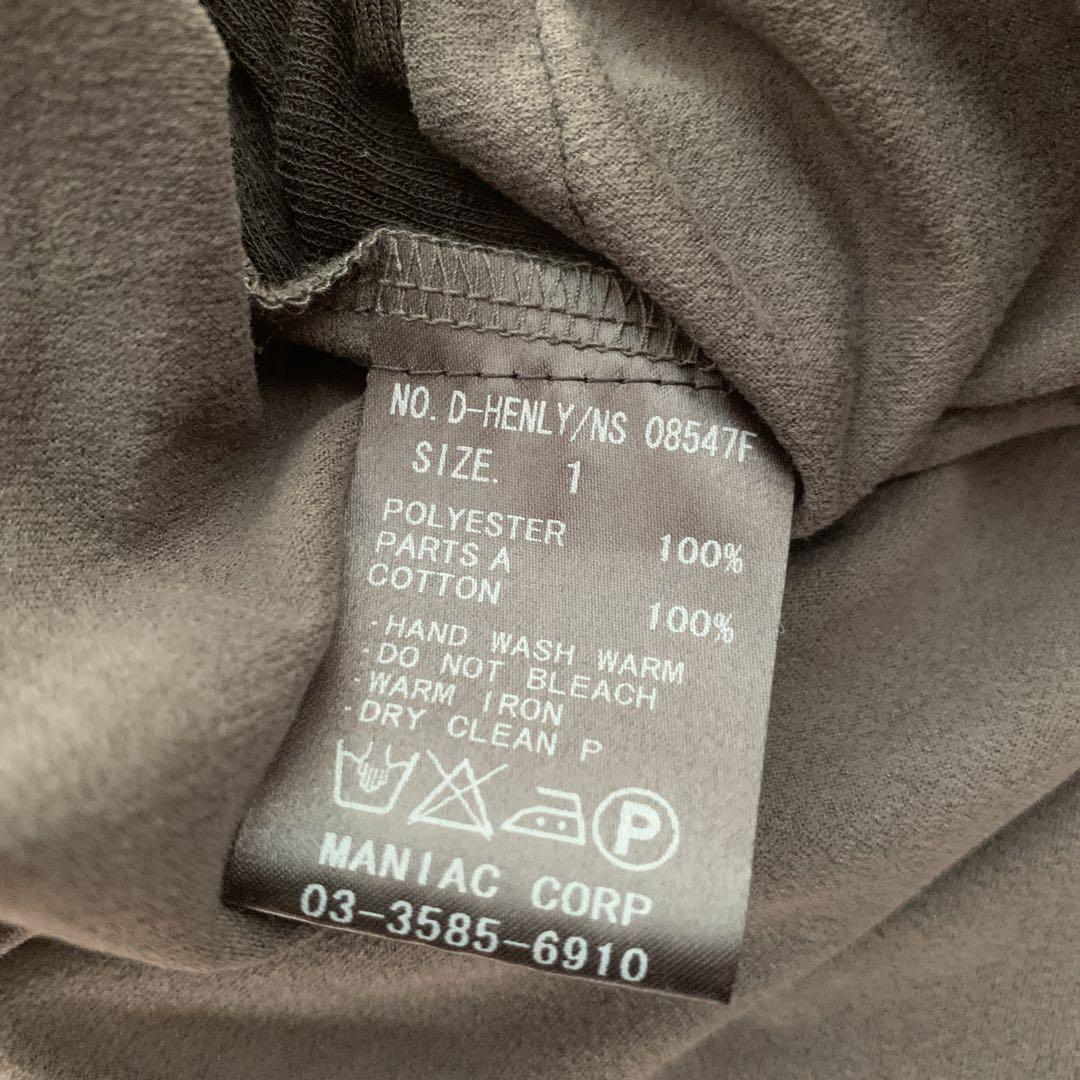 NO. D-HENLY/NS 08547F
SIZE. 1
POLYESTER 100%
PARTS A
COTTON 100%
-HAND WASH WARM
-DO NOT BLEACH
-WARM IRON
-DRY CLEAN P
P
MANIAC CORP
03-3585-6910